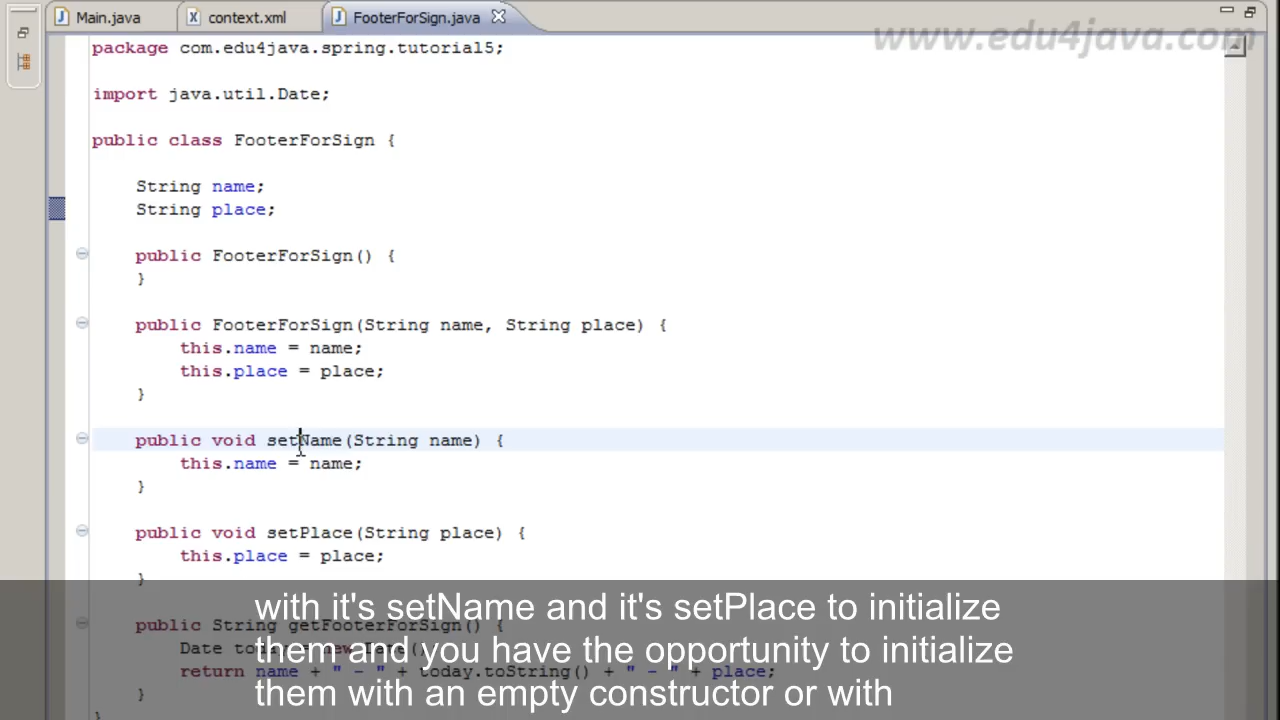 Main.java context.xml FooterForSign.java
www.edu4java.com
package com.edu4java.spring.tutorial5;
import java.util.Date;
public class FooterForSign {
String name;
String place;
public FooterForSign() {
}
public FooterForSign(String name, String place) {
this.name = name;
this.place = place;
}
public void setName(String name) {
this.name = name;
}
public void setPlace(String place) {
this.place = place;
}
public String getFooterForSign() {
Date today = new Date();
return name + " - " + today.toString() + " - " + place;
}
}
with it's setName and it's setPlace to initialize
them and you have the opportunity to initialize
them with an empty constructor or with